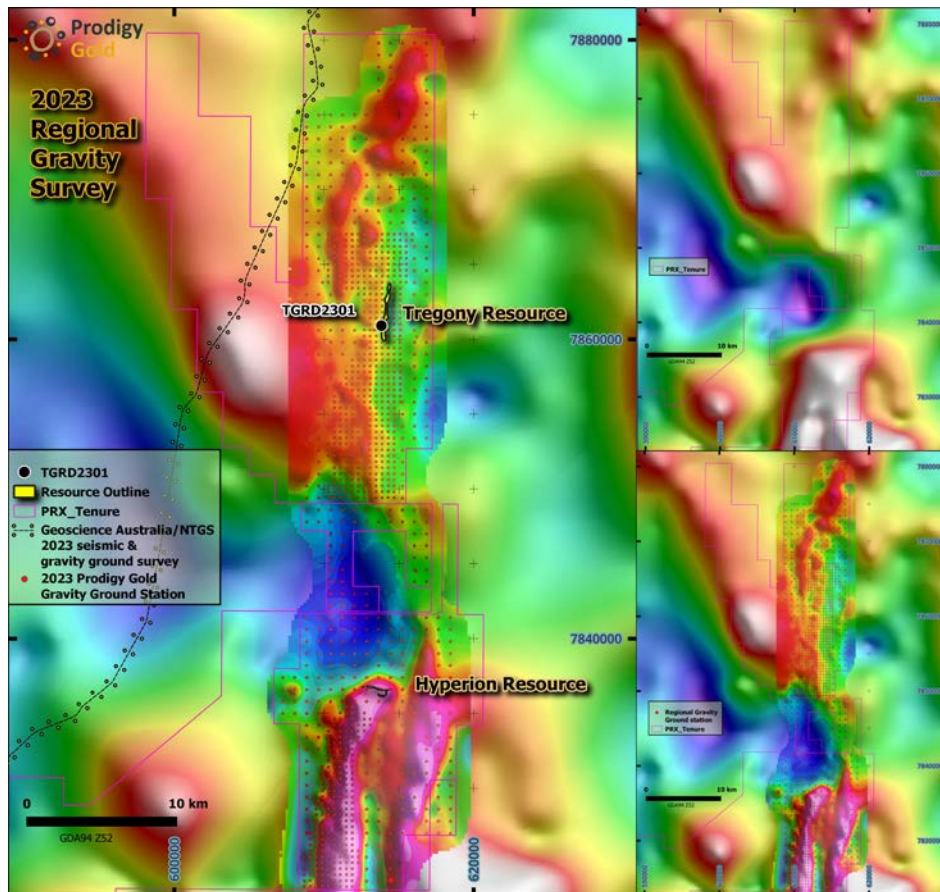 Prodigy
Gold
2023
Regional
Gravity
Survey
7880000
TGRD2301
Tregony Resource
7860000
TGRD2301
Resource Outline
PRX_Tenure
Geoscience Australia/NTGS
2023 seismic &
gravity ground survey
2023 Prodigy Gold
Gravity Ground Station
7840000
Hyperion Resource
0
10 km
GDA94 Z52
600000
620000
PRX_Tenure
0
10 km
GDA94 Z52
Regional Gravity
Ground station
PRX_Tenure
0
10 km
GDA94 Z52